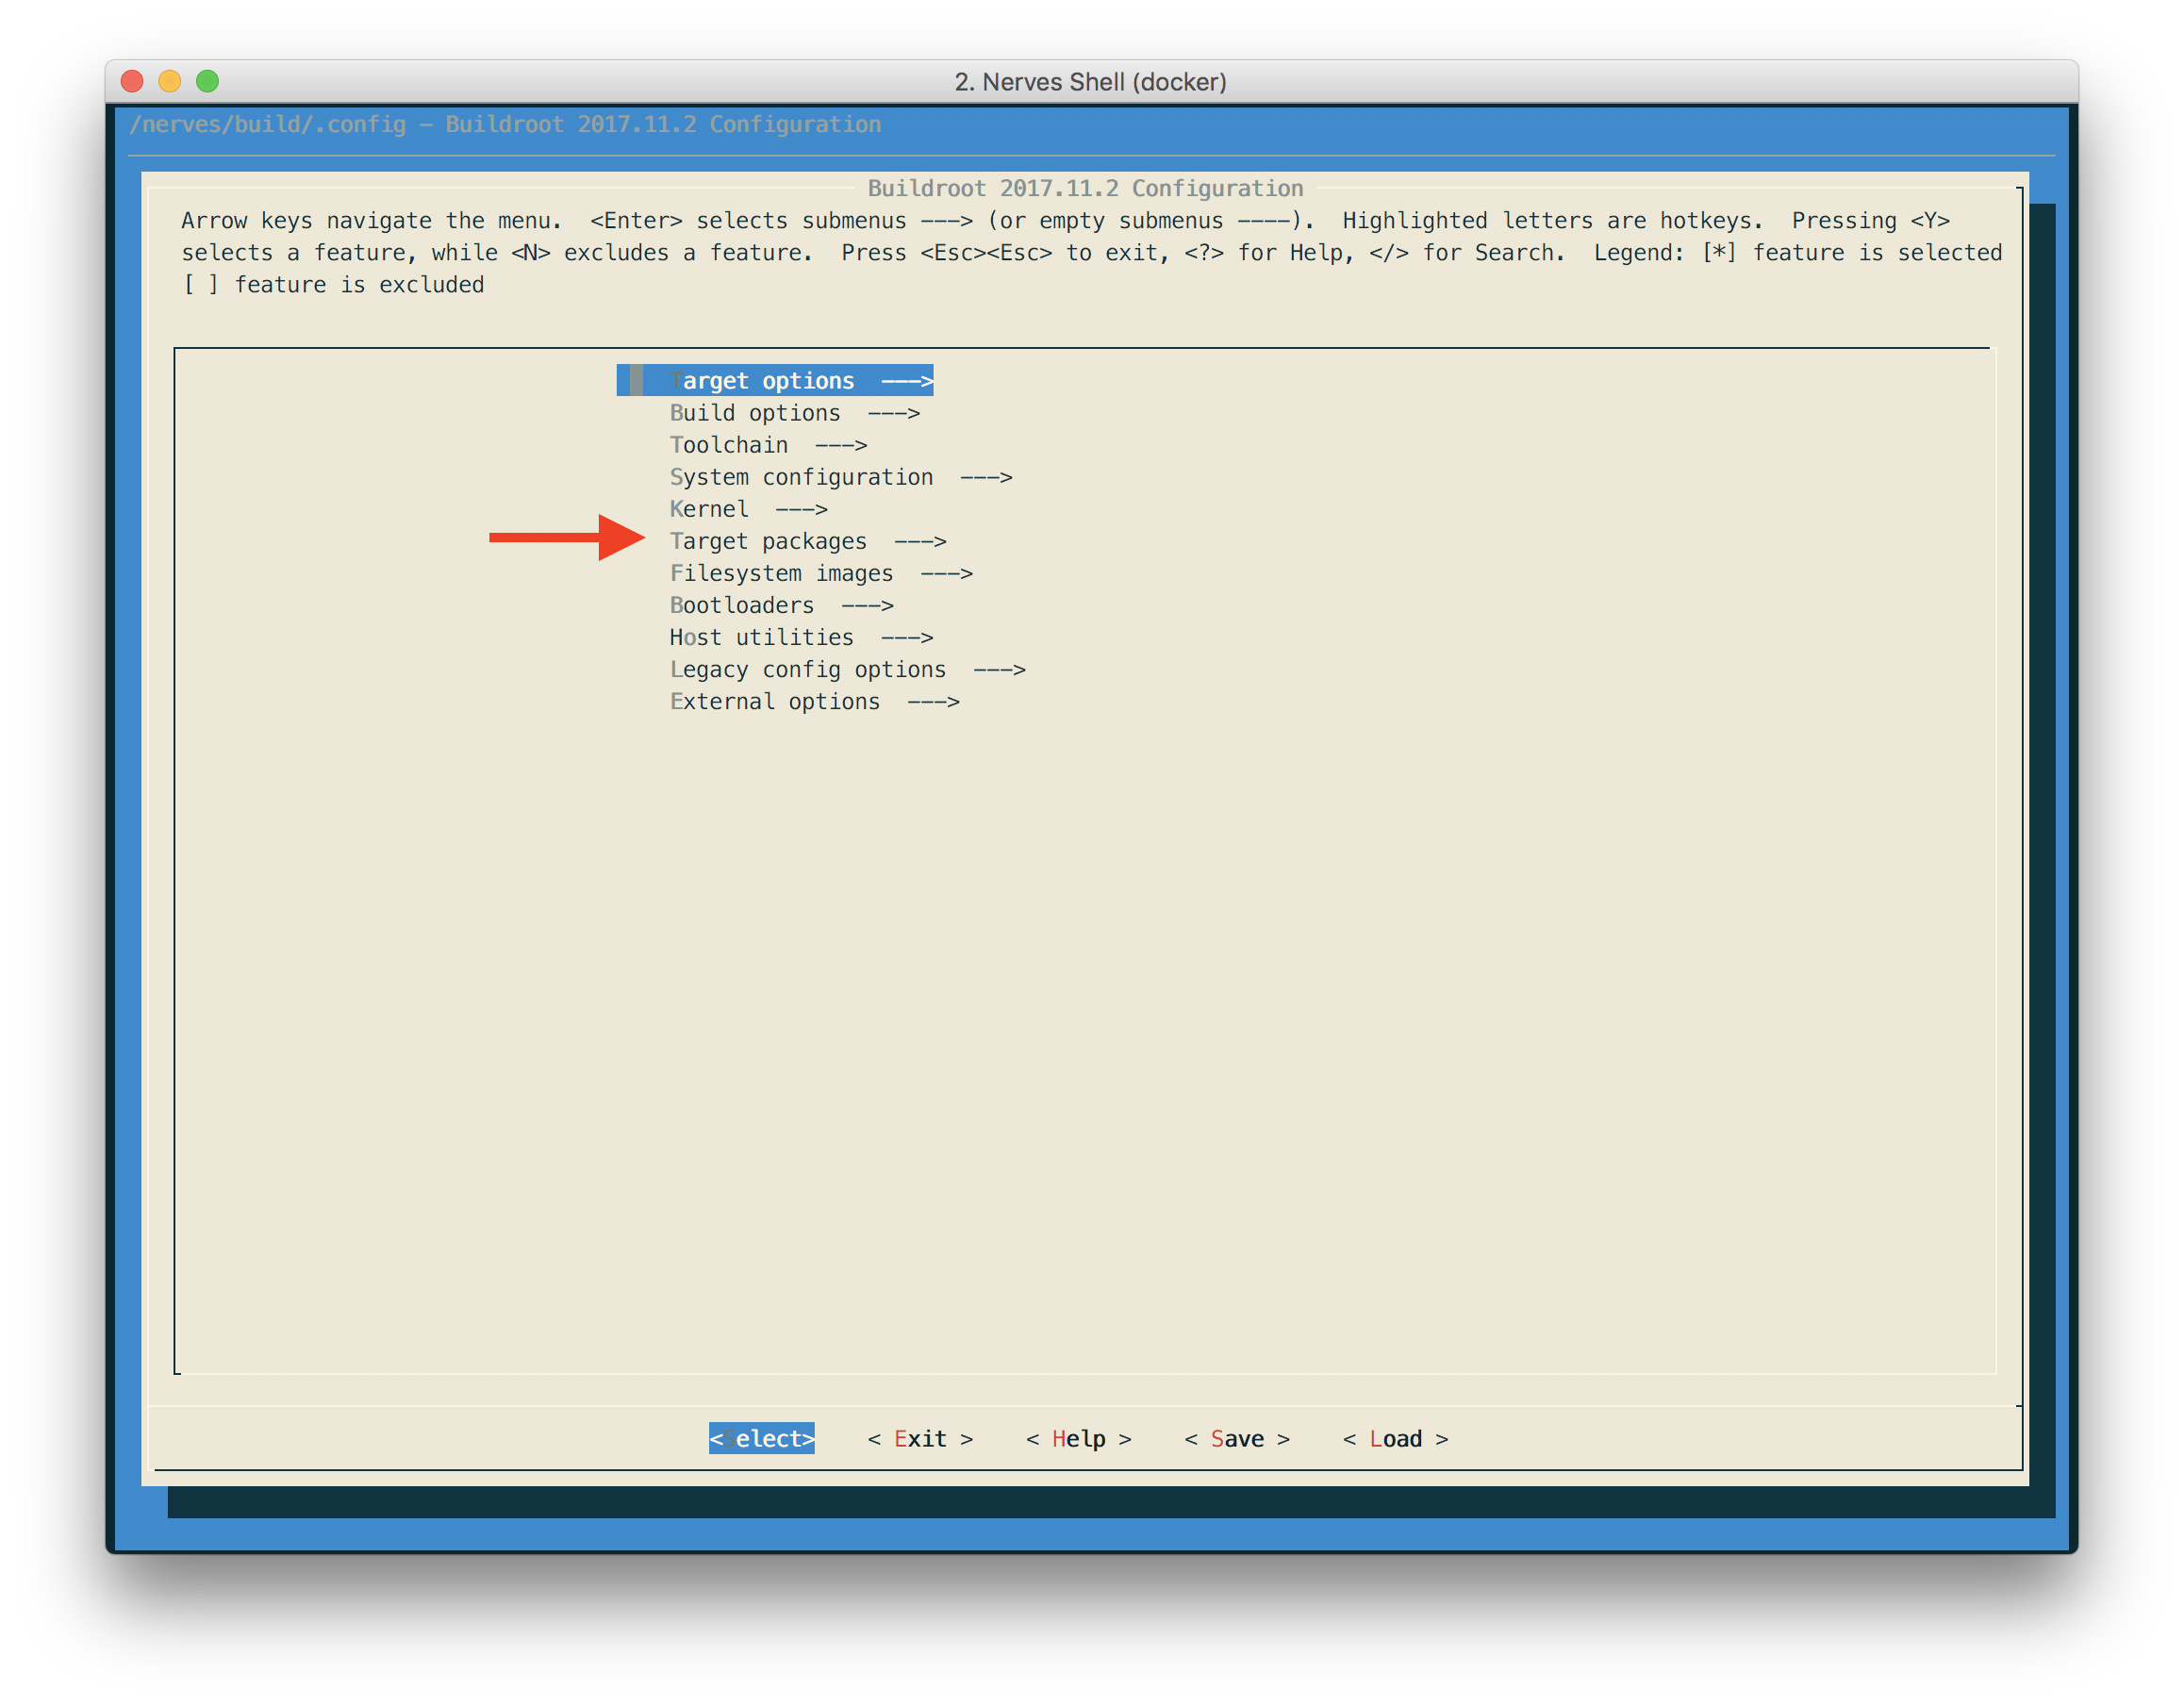 2. Nerves Shell (docker)
/nerves/build/.config - Buildroot 2017.11.2 Configuration
Buildroot 2017.11.2 Configuration
Arrow keys navigate the menu.  <Enter> selects submenus ---> (or empty submenus ----).  Highlighted letters are hotkeys.  Pressing <Y>
selects a feature, while <N> excludes a feature.  Press <Esc><Esc> to exit, <?> for Help, </> for Search.  Legend: [*] feature is selected
[ ] feature is excluded
Target options  --->
Build options  --->
Toolchain  --->
System configuration  --->
Kernel  --->
Target packages  --->
Filesystem images  --->
Bootloaders  --->
Host utilities  --->
Legacy config options  --->
External options  --->
<Select>    < Exit >    < Help >    < Save >    < Load >